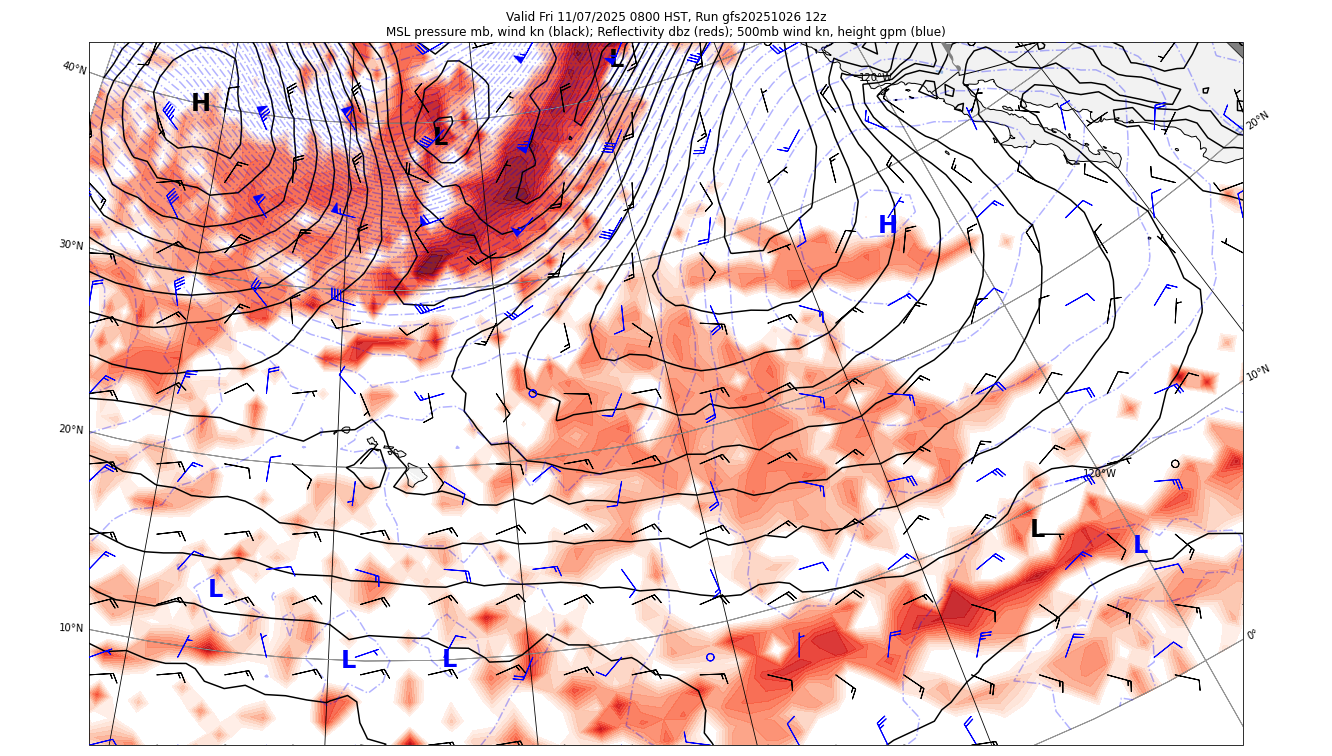 Valid Fri 11/07/2025 0800 HST, Run gfs20251026 12z
MSL pressure mb, wind kn (black); Reflectivity dbz (reds); 500mb wind kn, height gpm (blue)
L
40°N
120°W
H
20°N
L
H
30°N
10°N
20°N
120°W
L
L
L
10°N
0°
L
L